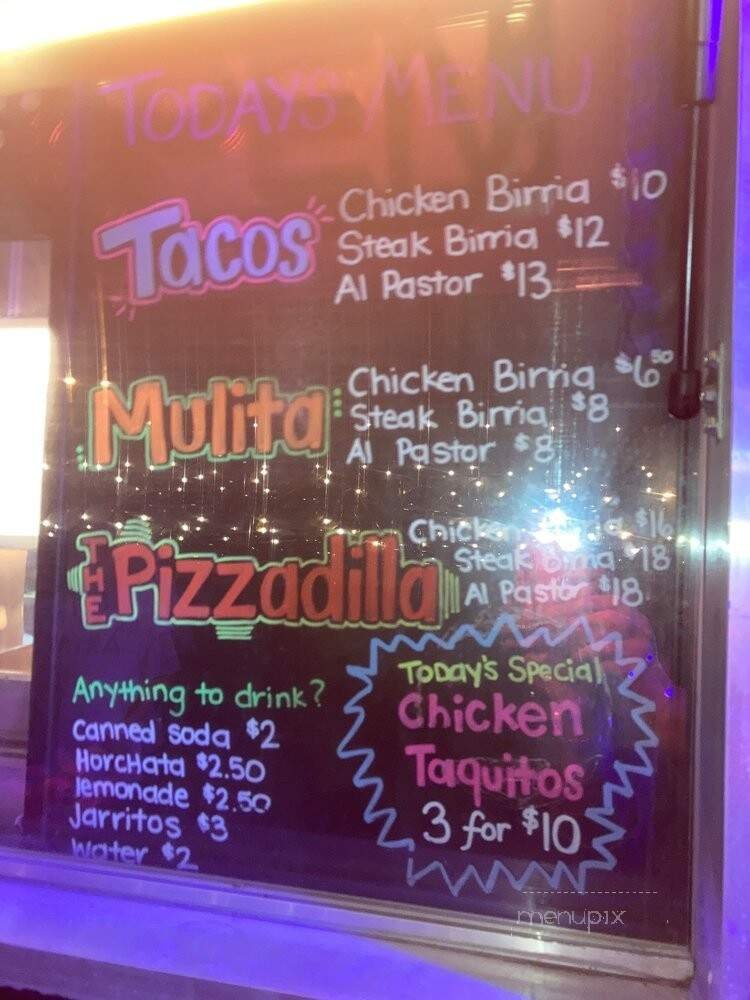 TODAYS MENU
Tacos
Chicken Birria $10
Steak Birria $12
Al Pastor $13
Mulita
Chicken Birria $6.50
Steak Birria $8
Al Pastor $8
THE Pizzadilla
Chicken $16
Steak Birria $18
Al Pastor $18
Anything to drink?
Canned soda $2
HorcHata $2.50
lemonade $2.50
Jarritos $3
Water $2
Today's Special
Chicken
Taquitos
3 for $10
menupix